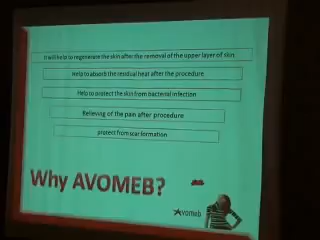 It will help to regenerate the skin after the removal of the upper layer of skin
Help to absorb the residual heat after the procedure
Help to protect the skin from bacterial infection
Relieving of the pain after procedure
protect from scar formation
Why AVOMEB?
avomeb